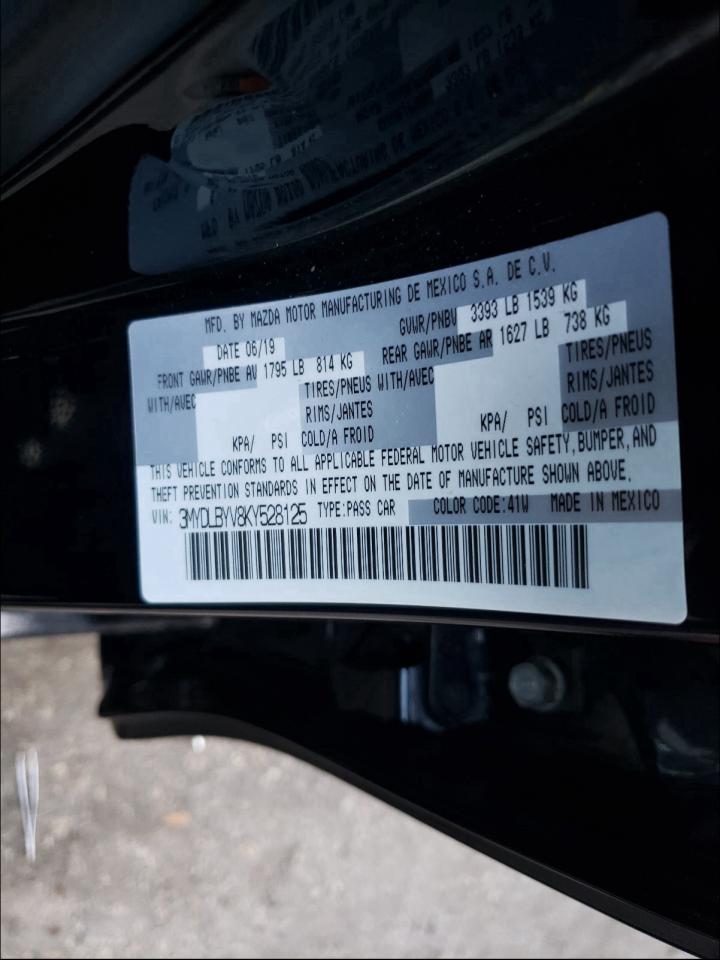 MFD. BY MAZDA MOTOR MANUFACTURING DE MEXICO S.A. DE C.V.
DATE 06/19 GVWR/PNBV 3393 LB 1539 KG
FRONT GAWR/PNBE AV 1795 LB 814 KG REAR GAWR/PNBE AR 1627 LB 738 KG
WITH/AVEC TIRES/PNEUS WITH/AVEC TIRES/PNEUS
RIMS/JANTES RIMS/JANTES
KPA/ PSI COLD/A FROID KPA/ PSI COLD/A FROID
THIS VEHICLE CONFORMS TO ALL APPLICABLE FEDERAL MOTOR VEHICLE SAFETY, BUMPER, AND
THEFT PREVENTION STANDARDS IN EFFECT ON THE DATE OF MANUFACTURE SHOWN ABOVE.
VIN: 3MYDLBYV8KY528125 TYPE:PASS CAR COLOR CODE:41W MADE IN MEXICO